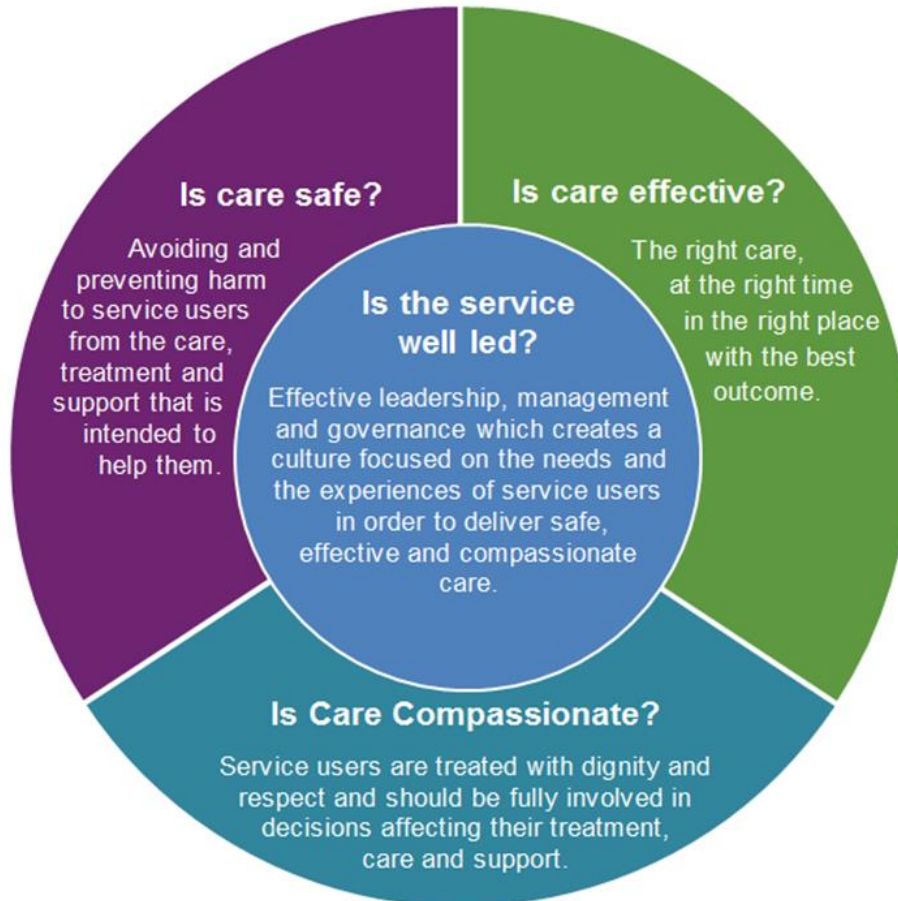 Is care safe?
Avoiding and
preventing harm
to service users
from the care,
treatment and
support that is
intended to
help them.
Is care effective?
The right care,
at the right time
in the right place
with the best
outcome.
Is the service
well led?
Effective leadership, management
and governance which creates a
culture focused on the needs and
the experiences of service users
in order to deliver safe,
effective and compassionate
care.
Is Care Compassionate?
Service users are treated with dignity and
respect and should be fully involved in
decisions affecting their treatment,
care and support.